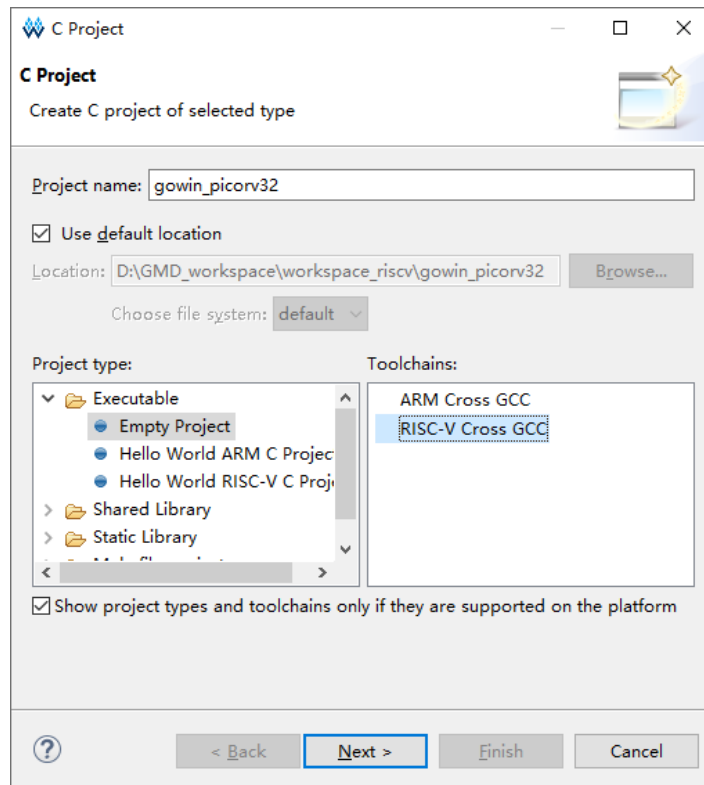 C Project
C Project
Create C project of selected type
Project name: gowin_picorv32
Use default location
Location: D:\GMD_workspace\workspace_riscv\gowin_picorv32 Browse...
Choose file system: default
Project type: Toolchains:
Executable ARM Cross GCC
Empty Project RISC-V Cross GCC
Hello World ARM C Projec
Hello World RISC-V C Proj
Shared Library
Static Library
Show project types and toolchains only if they are supported on the platform
? < Back Next > Finish Cancel